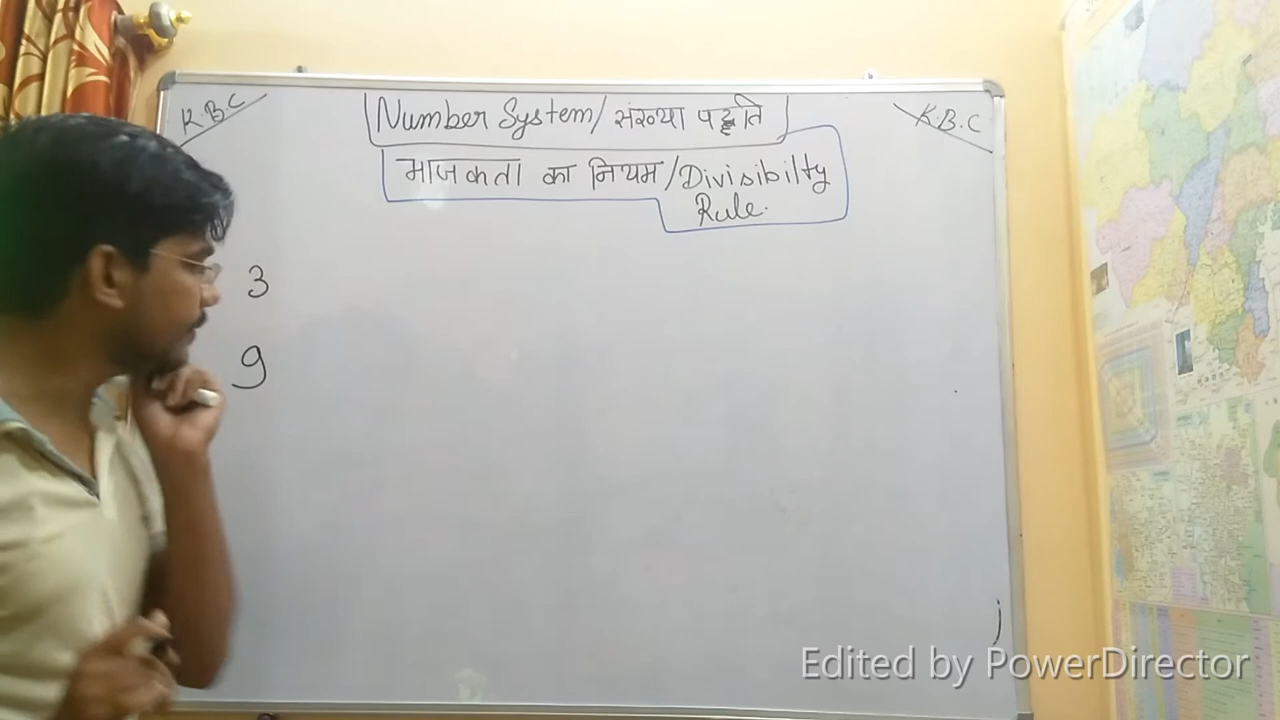 K.B.C
Number System/संख्या पद्धति
K.B.C
भाजकता का नियम/Divisibilty
Rule.
3
9
Edited by PowerDirector